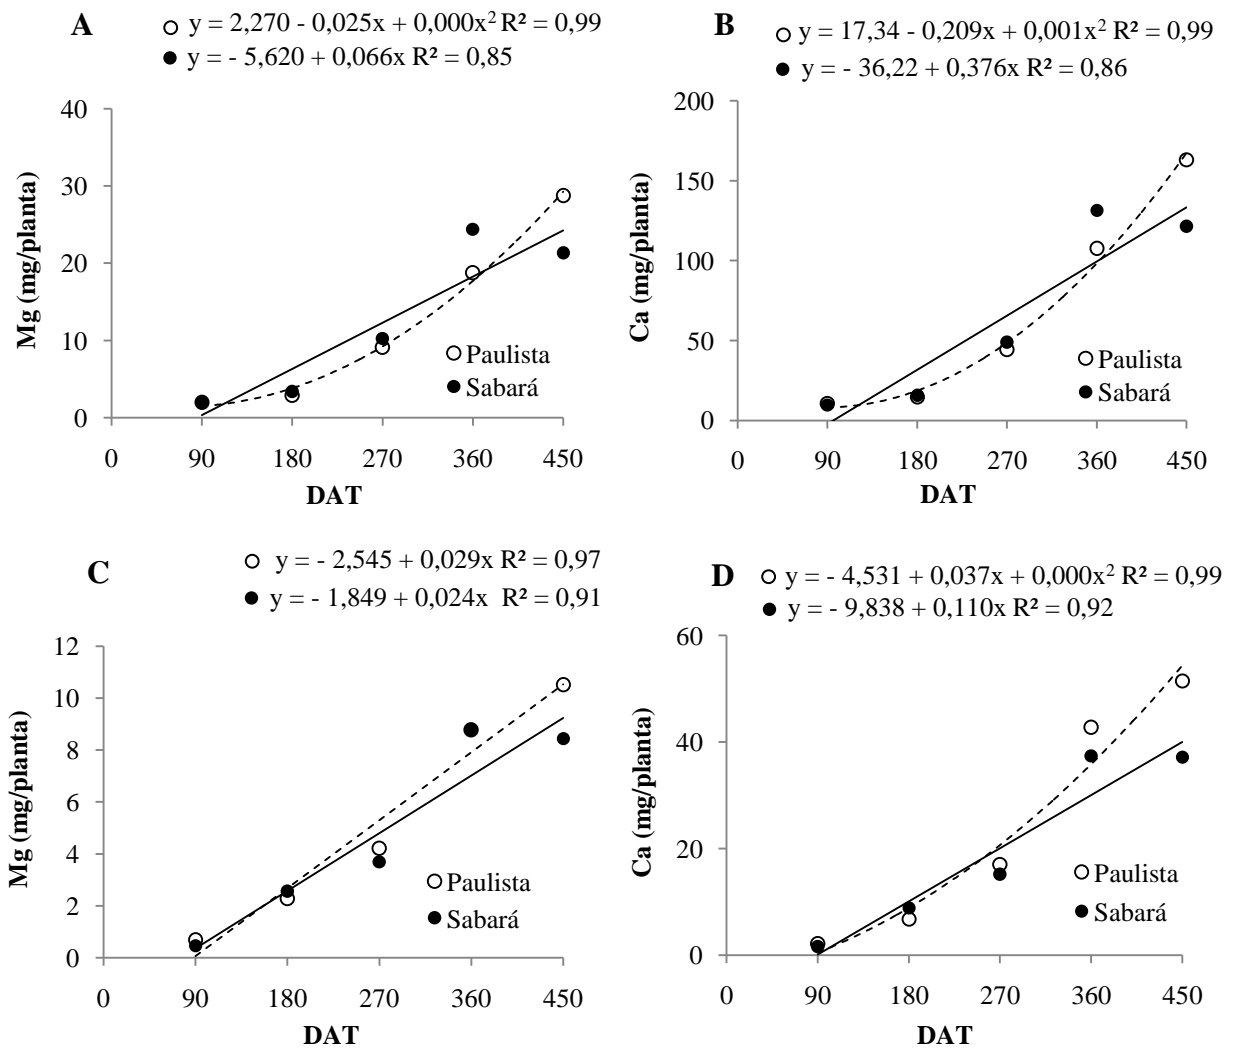 A
y = 2,270 - 0,025x + 0,000x² R² = 0,99
y = - 5,620 + 0,066x R² = 0,85
40
30
20
10
0
Mg (mg/planta)
Paulista
Sabará
0 90 180 270 360 450
DAT
B
y = 17,34 - 0,209x + 0,001x² R² = 0,99
y = - 36,22 + 0,376x R² = 0,86
200
150
100
50
0
Ca (mg/planta)
Paulista
Sabará
0 90 180 270 360 450
DAT
C
y = - 2,545 + 0,029x R² = 0,97
y = - 1,849 + 0,024x R² = 0,91
12
10
8
6
4
2
0
Mg (mg/planta)
Paulista
Sabará
0 90 180 270 360 450
DAT
D
y = - 4,531 + 0,037x + 0,000x² R² = 0,99
y = - 9,838 + 0,110x R² = 0,92
60
40
20
0
Ca (mg/planta)
Paulista
Sabará
0 90 180 270 360 450
DAT